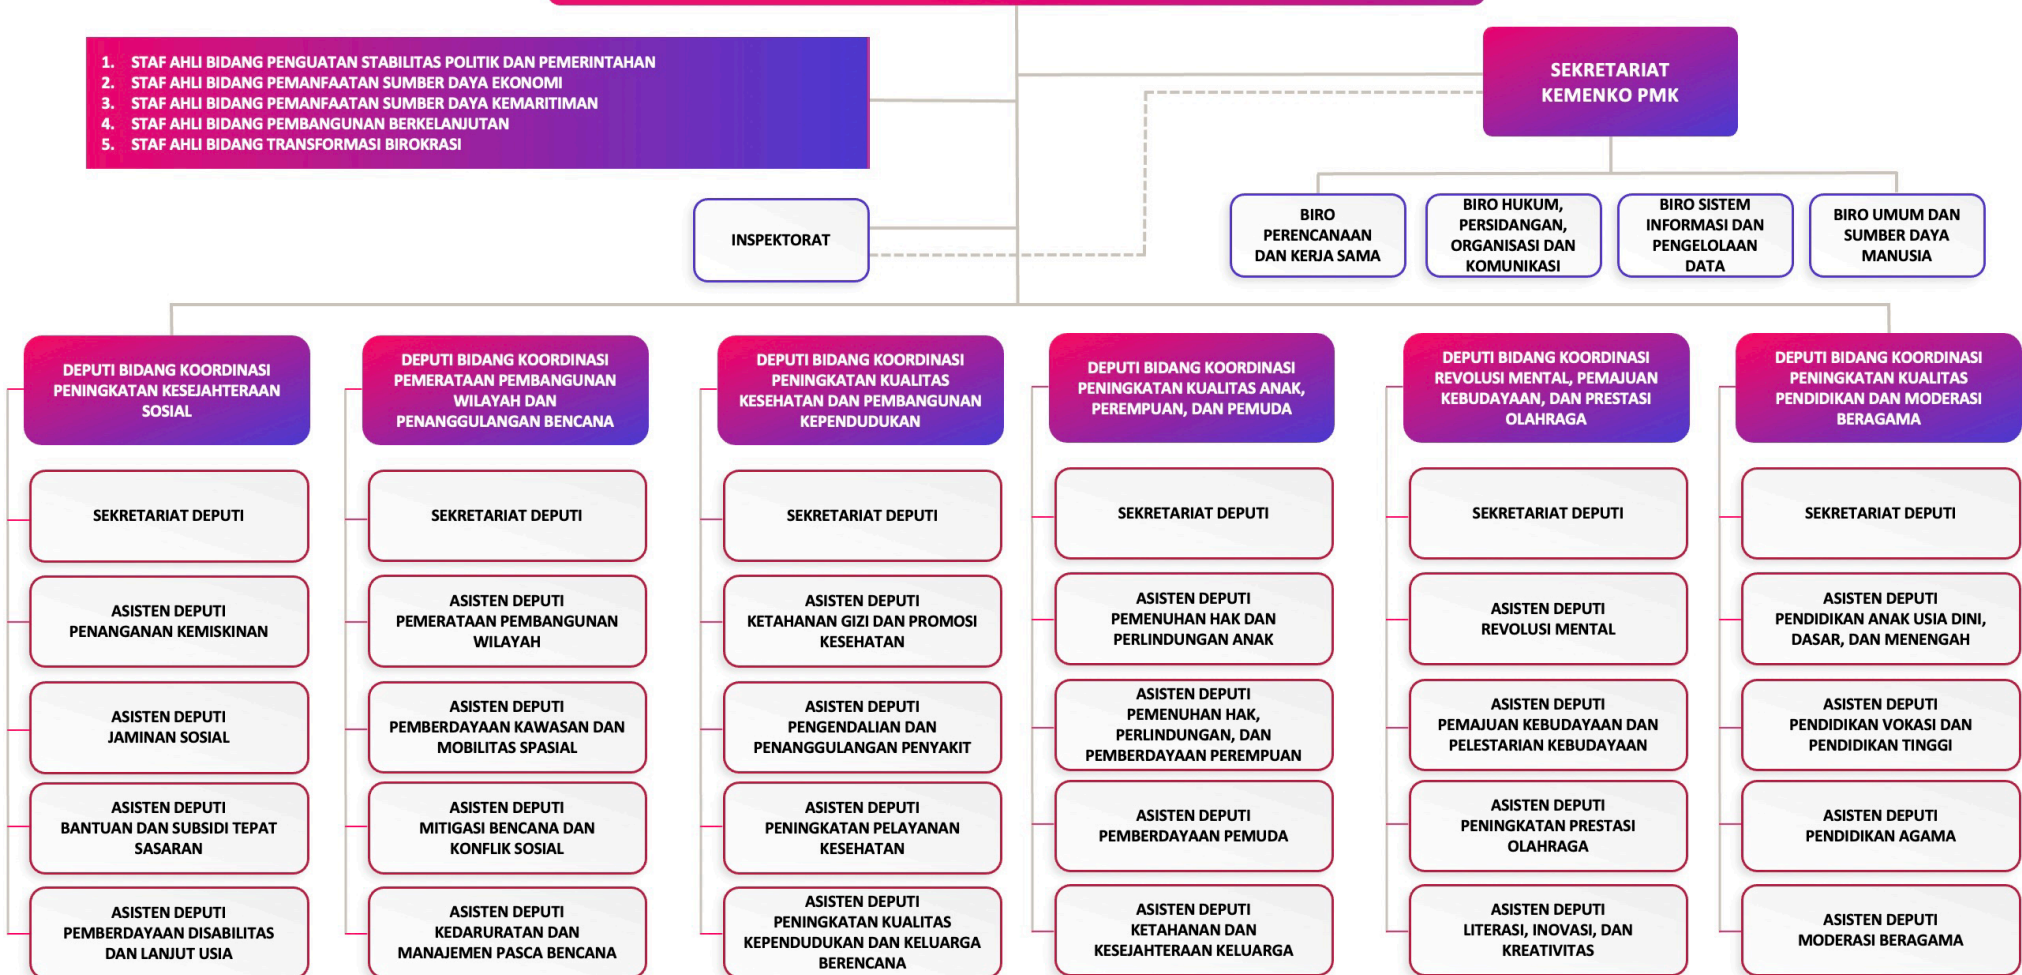 1. STAF AHLI BIDANG PENGUATAN STABILITAS POLITIK DAN PEMERINTAHAN
2. STAF AHLI BIDANG PEMANFAATAN SUMBER DAYA EKONOMI
3. STAF AHLI BIDANG PEMANFAATAN SUMBER DAYA KEMARITIMAN
4. STAF AHLI BIDANG PEMBANGUNAN BERKELANJUTAN
5. STAF AHLI BIDANG TRANSFORMASI BIROKRASI
SEKRETARIAT
KEMENKO PMK
INSPEKTORAT
BIRO
PERENCANAAN
DAN KERJA SAMA
BIRO HUKUM,
PERSIDANGAN,
ORGANISASI DAN
KOMUNIKASI
BIRO SISTEM
INFORMASI DAN
PENGELOLAAN
DATA
BIRO UMUM DAN
SUMBER DAYA
MANUSIA
DEPUTI BIDANG KOORDINASI
PENINGKATAN KESEJAHTERAAN
SOSIAL
SEKRETARIAT DEPUTI
ASISTEN DEPUTI
PENANGANAN KEMISKINAN
ASISTEN DEPUTI
JAMINAN SOSIAL
ASISTEN DEPUTI
BANTUAN DAN SUBSIDI TEPAT
SASARAN
ASISTEN DEPUTI
PEMBERDAYAAN DISABILITAS
DAN LANJUT USIA
DEPUTI BIDANG KOORDINASI
PEMERATAAN PEMBANGUNAN
WILAYAH DAN
PENANGGULANGAN BENCANA
SEKRETARIAT DEPUTI
ASISTEN DEPUTI
PEMERATAAN PEMBANGUNAN
WILAYAH
ASISTEN DEPUTI
PEMBERDAYAAN KAWASAN DAN
MOBILITAS SPASIAL
ASISTEN DEPUTI
MITIGASI BENCANA DAN
KONFLIK SOSIAL
ASISTEN DEPUTI
KEDARURATAN DAN
MANAJEMEN PASCA BENCANA
DEPUTI BIDANG KOORDINASI
PENINGKATAN KUALITAS
KESEHATAN DAN PEMBANGUNAN
KEPENDUDUKAN
SEKRETARIAT DEPUTI
ASISTEN DEPUTI
KETAHANAN GIZI DAN PROMOSI
KESEHATAN
ASISTEN DEPUTI
PENGENDALIAN DAN
PENANGGULANGAN PENYAKIT
ASISTEN DEPUTI
PENINGKATAN PELAYANAN
KESEHATAN
ASISTEN DEPUTI
PENINGKATAN KUALITAS
KEPENDUDUKAN DAN KELUARGA
BERENCANA
DEPUTI BIDANG KOORDINASI
PENINGKATAN KUALITAS ANAK,
PEREMPUAN, DAN PEMUDA
SEKRETARIAT DEPUTI
ASISTEN DEPUTI
PEMENUHAN HAK DAN
PERLINDUNGAN ANAK
ASISTEN DEPUTI
PEMENUHAN HAK,
PERLINDUNGAN, DAN
PEMBERDAYAAN PEREMPUAN
ASISTEN DEPUTI
PEMBERDAYAAN PEMUDA
ASISTEN DEPUTI
KETAHANAN DAN
KESEJAHTERAAN KELUARGA
DEPUTI BIDANG KOORDINASI
REVOLUSI MENTAL, PEMAJUAN
KEBUDAYAAN, DAN PRESTASI
OLAHRAGA
SEKRETARIAT DEPUTI
ASISTEN DEPUTI
REVOLUSI MENTAL
ASISTEN DEPUTI
PEMAJUAN KEBUDAYAAN DAN
PELESTARIAN KEBUDAYAAN
ASISTEN DEPUTI
PENINGKATAN PRESTASI
OLAHRAGA
ASISTEN DEPUTI
LITERASI, INOVASI, DAN
KREATIVITAS
DEPUTI BIDANG KOORDINASI
PENINGKATAN KUALITAS
PENDIDIKAN DAN MODERASI
BERAGAMA
SEKRETARIAT DEPUTI
ASISTEN DEPUTI
PENDIDIKAN ANAK USIA DINI,
DASAR, DAN MENENGAH
ASISTEN DEPUTI
PENDIDIKAN VOKASI DAN
PENDIDIKAN TINGGI
ASISTEN DEPUTI
PENDIDIKAN AGAMA
ASISTEN DEPUTI
MODERASI BERAGAMA